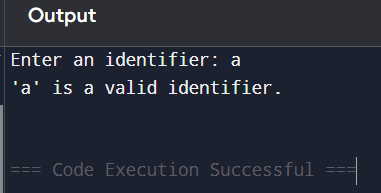 Output
Enter an identifier: a
'a' is a valid identifier.
=== Code Execution Successful ===